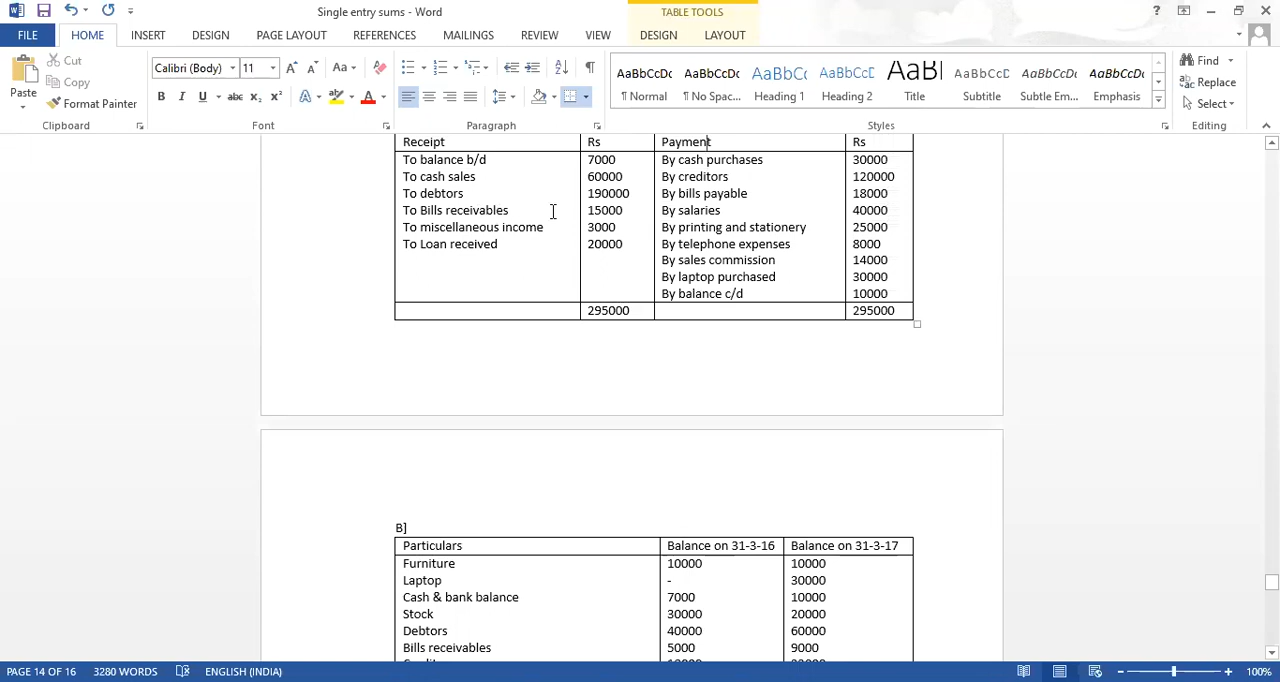 Single entry sums - Word
TABLE TOOLS
FILE HOME INSERT DESIGN PAGE LAYOUT REFERENCES MAILINGS REVIEW VIEW DESIGN LAYOUT
Paste
Cut
Copy
Format Painter
Clipboard
Calibri (Body) 11
Font
Paragraph
AaBbCcDc AaBbCcDc AaBbCc AaBbCcD AaBl AaBbCcD AaBbCcDc AaBbCcDc
¶ Normal ¶ No Spac... Heading 1 Heading 2 Title Subtitle Subtle Em... Emphasis
Styles
Find
Replace
Select
Editing
Receipt Rs Payment Rs
To balance b/d 7000 By cash purchases 30000
To cash sales 60000 By creditors 120000
To debtors 190000 By bills payable 18000
To Bills receivables 15000 By salaries 40000
To miscellaneous income 3000 By printing and stationery 25000
To Loan received 20000 By telephone expenses 8000
By sales commission 14000
By laptop purchased 30000
By balance c/d 10000
295000 295000
B]
Particulars Balance on 31-3-16 Balance on 31-3-17
Furniture 10000 10000
Laptop - 30000
Cash & bank balance 7000 10000
Stock 30000 20000
Debtors 40000 60000
Bills receivables 5000 9000
PAGE 14 OF 16 3280 WORDS ENGLISH (INDIA) 100%